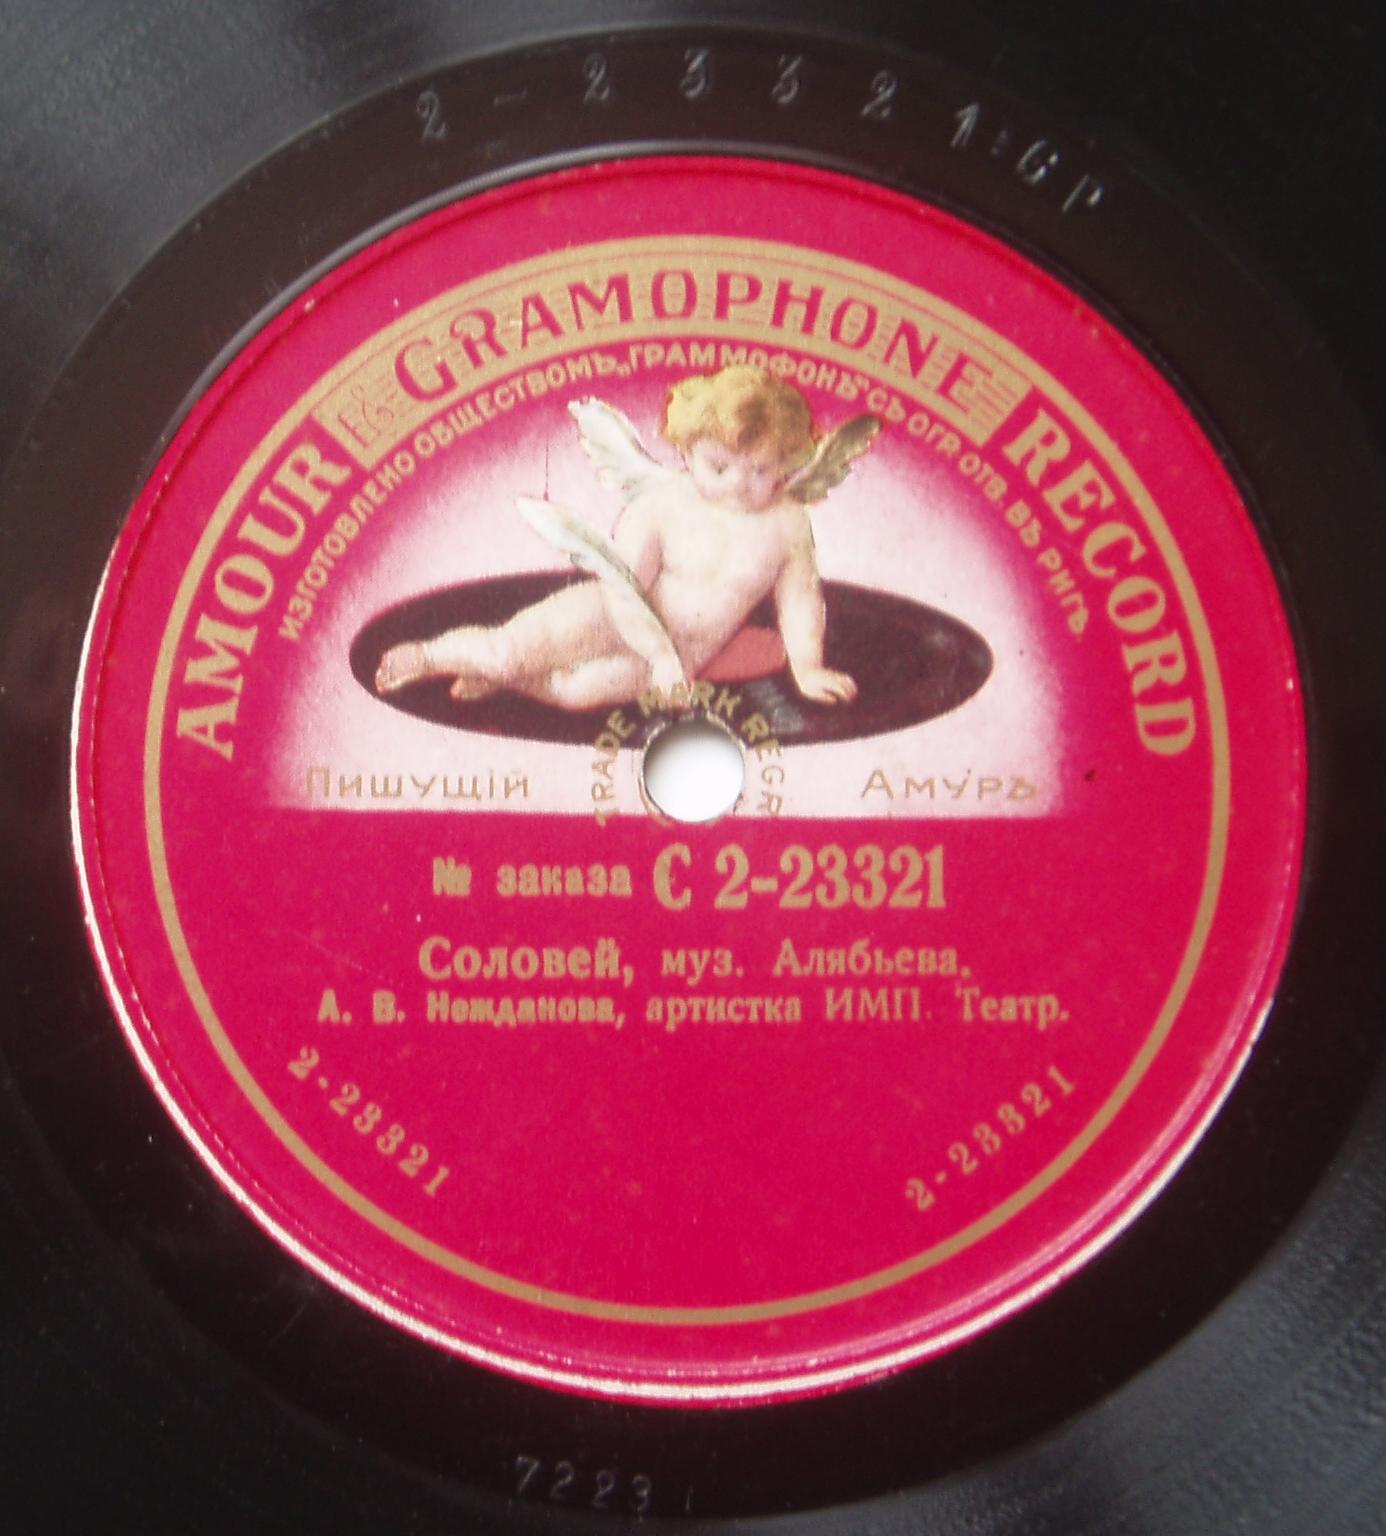 2-23321:GP
AMOUR GRAMOPHONE RECORD
ИЗГОТОВЛЕНО ОБЩЕСТВОМЪ „ГРАММОФОНЪ“ СЪ ОГР. ОТВ. ВЪ РИГѢ.
TRADE MARK REGR
Пишущій Амуръ
№ заказа С 2-23321
Соловей, муз. Алябьева.
А. В. Нежданова, артистка ИМП. Театр.
2-23321 2-23321
7223